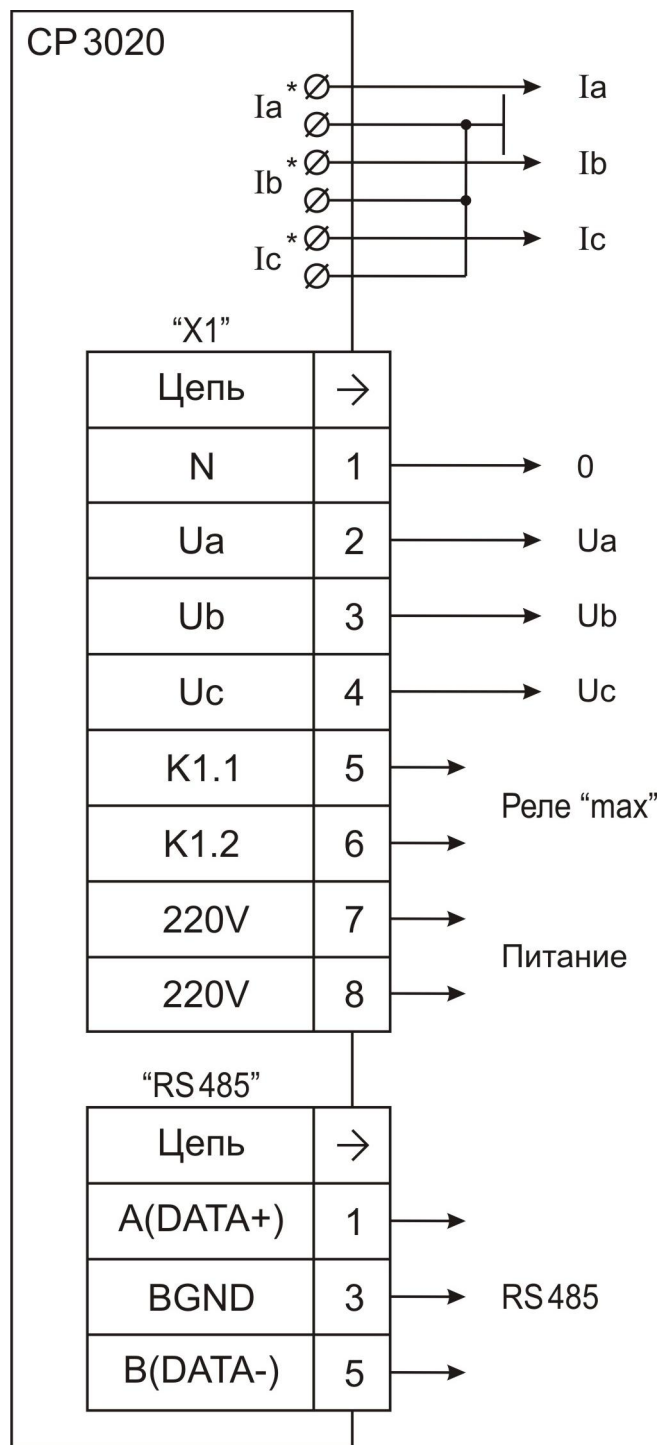 CP 3020
Ia * Ia
Ib * Ib
Ic * Ic
“X1”
Цепь →
N 1 0
Ua 2 Ua
Ub 3 Ub
Uc 4 Uc
K1.1 5
Реле “max”
K1.2 6
220V 7
Питание
220V 8
“RS485”
Цепь →
A(DATA+) 1
BGND 3 RS485
B(DATA-) 5